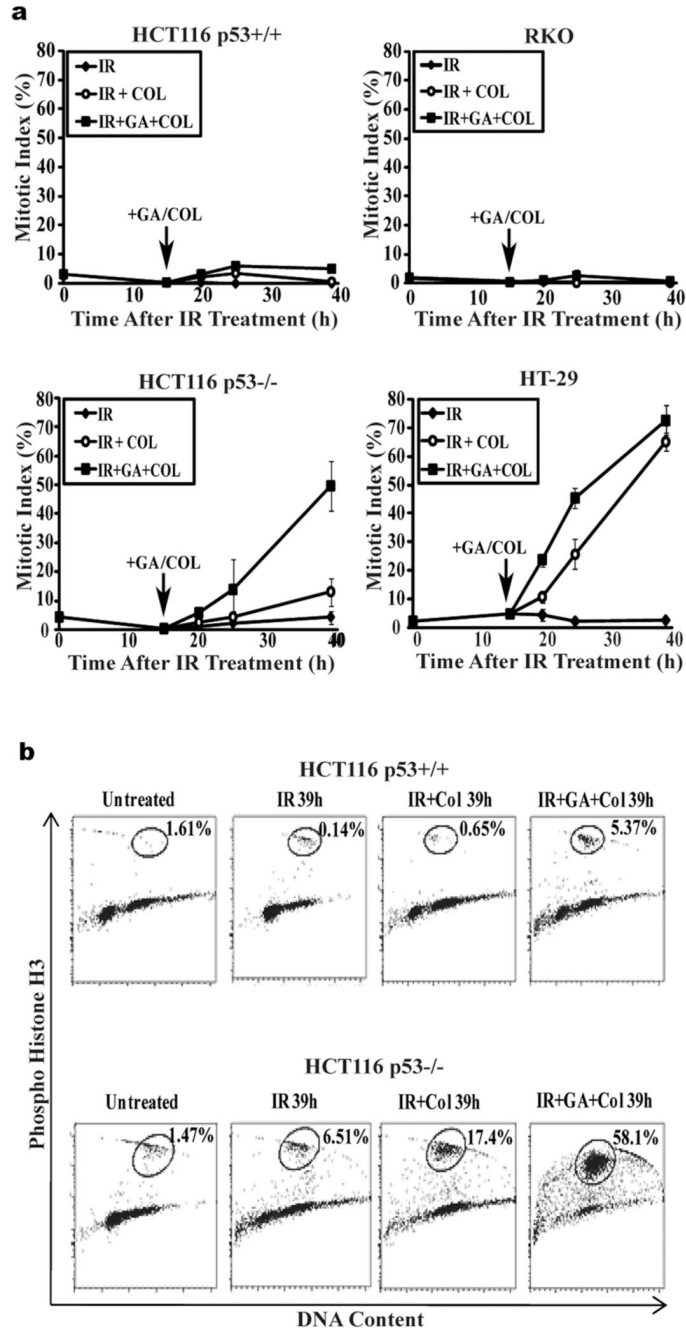 a
HCT116 p53+/+
Mitotic Index (%)
80
70
60
50
40
30
20
10
0
IR
IR + COL
IR+GA+COL
+GA/COL
0 10 20 30 40
Time After IR Treatment (h)
RKO
Mitotic Index (%)
80
70
60
50
40
30
20
10
0
IR
IR + COL
IR+GA+COL
+GA/COL
0 10 20 30 40
Time After IR Treatment (h)
HCT116 p53-/-
Mitotic Index (%)
80
70
60
50
40
30
20
10
0
IR
IR + COL
IR+GA+COL
+GA/COL
0 10 20 30 40
Time After IR Treatment (h)
HT-29
Mitotic Index (%)
80
70
60
50
40
30
20
10
0
IR
IR + COL
IR+GA+COL
+GA/COL
0 10 20 30 40
Time After IR Treatment (h)
b
HCT116 p53+/+
Untreated IR 39h IR+Col 39h IR+GA+Col 39h
1.61% 0.14% 0.65% 5.37%
Phospho Histone H3
HCT116 p53-/-
Untreated IR 39h IR+Col 39h IR+GA+Col 39h
1.47% 6.51% 17.4% 58.1%
DNA Content